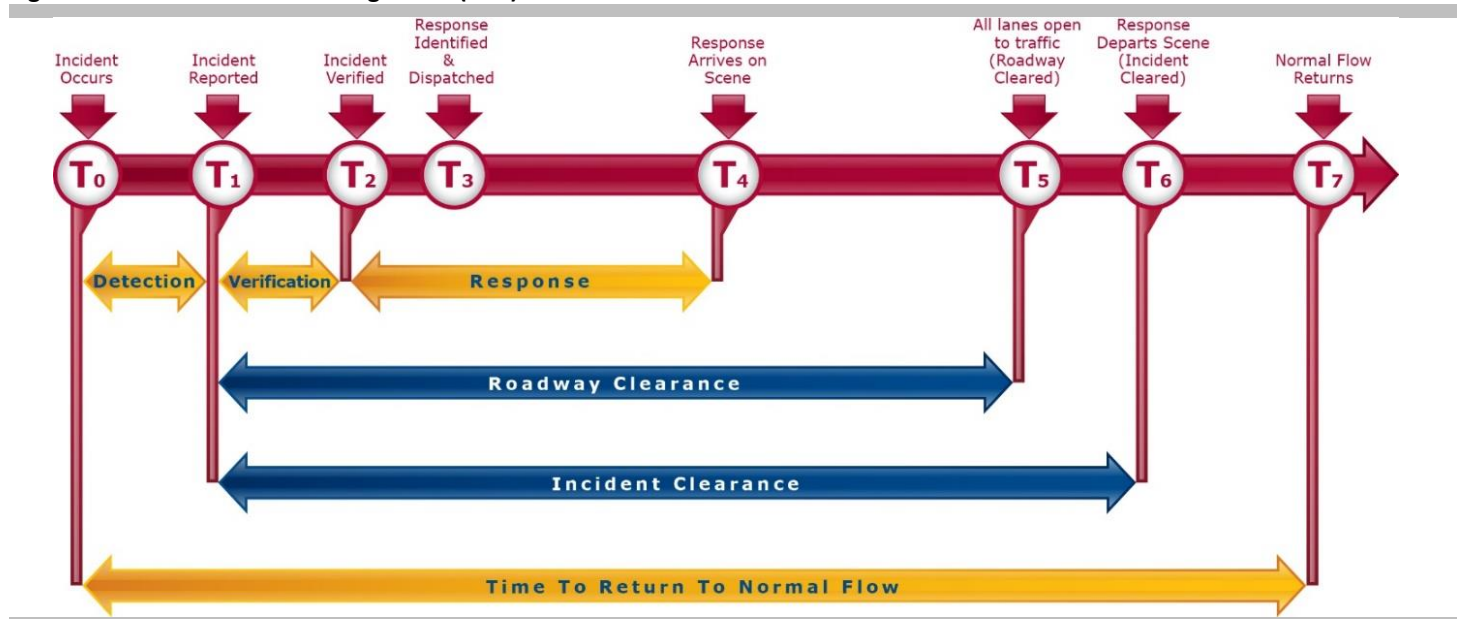 Incident
Occurs
Incident
Reported
Incident
Verified
Response
Identified
&
Dispatched
Response
Arrives on
Scene
All lanes open
to traffic
(Roadway
Cleared)
Response
Departs Scene
(Incident
Cleared)
Normal Flow
Returns
T0
T1
T2
T3
T4
T5
T6
T7
Detection
Verification
Response
Roadway Clearance
Incident Clearance
Time To Return To Normal Flow